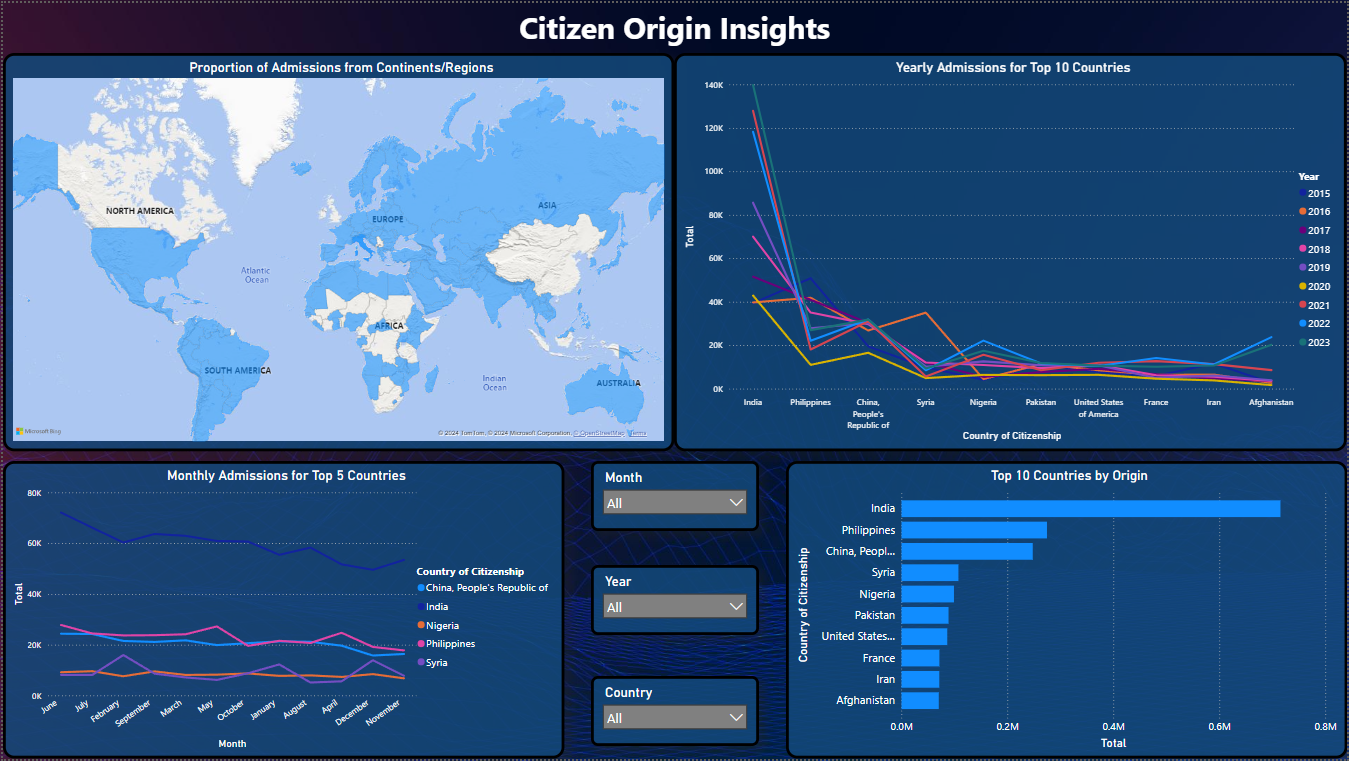 Citizen Origin Insights
Proportion of Admissions from Continents/Regions
NORTH AMERICA
EUROPE
ASIA
Atlantic
Ocean
AFRICA
SOUTH AMERICA
Indian
Ocean
AUSTRALIA
Microsoft Bing
© 2024 TomTom, © 2024 Microsoft Corporation, © OpenStreetMap Terms
Yearly Admissions for Top 10 Countries
140K
120K
100K
80K
60K
40K
20K
0K
Total
India
Philippines
China,
People's
Republic of
Syria
Nigeria
Pakistan
United States
of America
France
Iran
Afghanistan
Country of Citizenship
Year
2015
2016
2017
2018
2019
2020
2021
2022
2023
Monthly Admissions for Top 5 Countries
80K
60K
40K
20K
0K
Total
June
July
February
September
March
May
October
January
August
April
December
November
Month
Country of Citizenship
China, People's Republic of
India
Nigeria
Philippines
Syria
Month
All
Year
All
Country
All
Top 10 Countries by Origin
Country of Citizenship
India
Philippines
China, Peopl...
Syria
Nigeria
Pakistan
United States...
France
Iran
Afghanistan
0.0M
0.2M
0.4M
0.6M
0.8M
Total